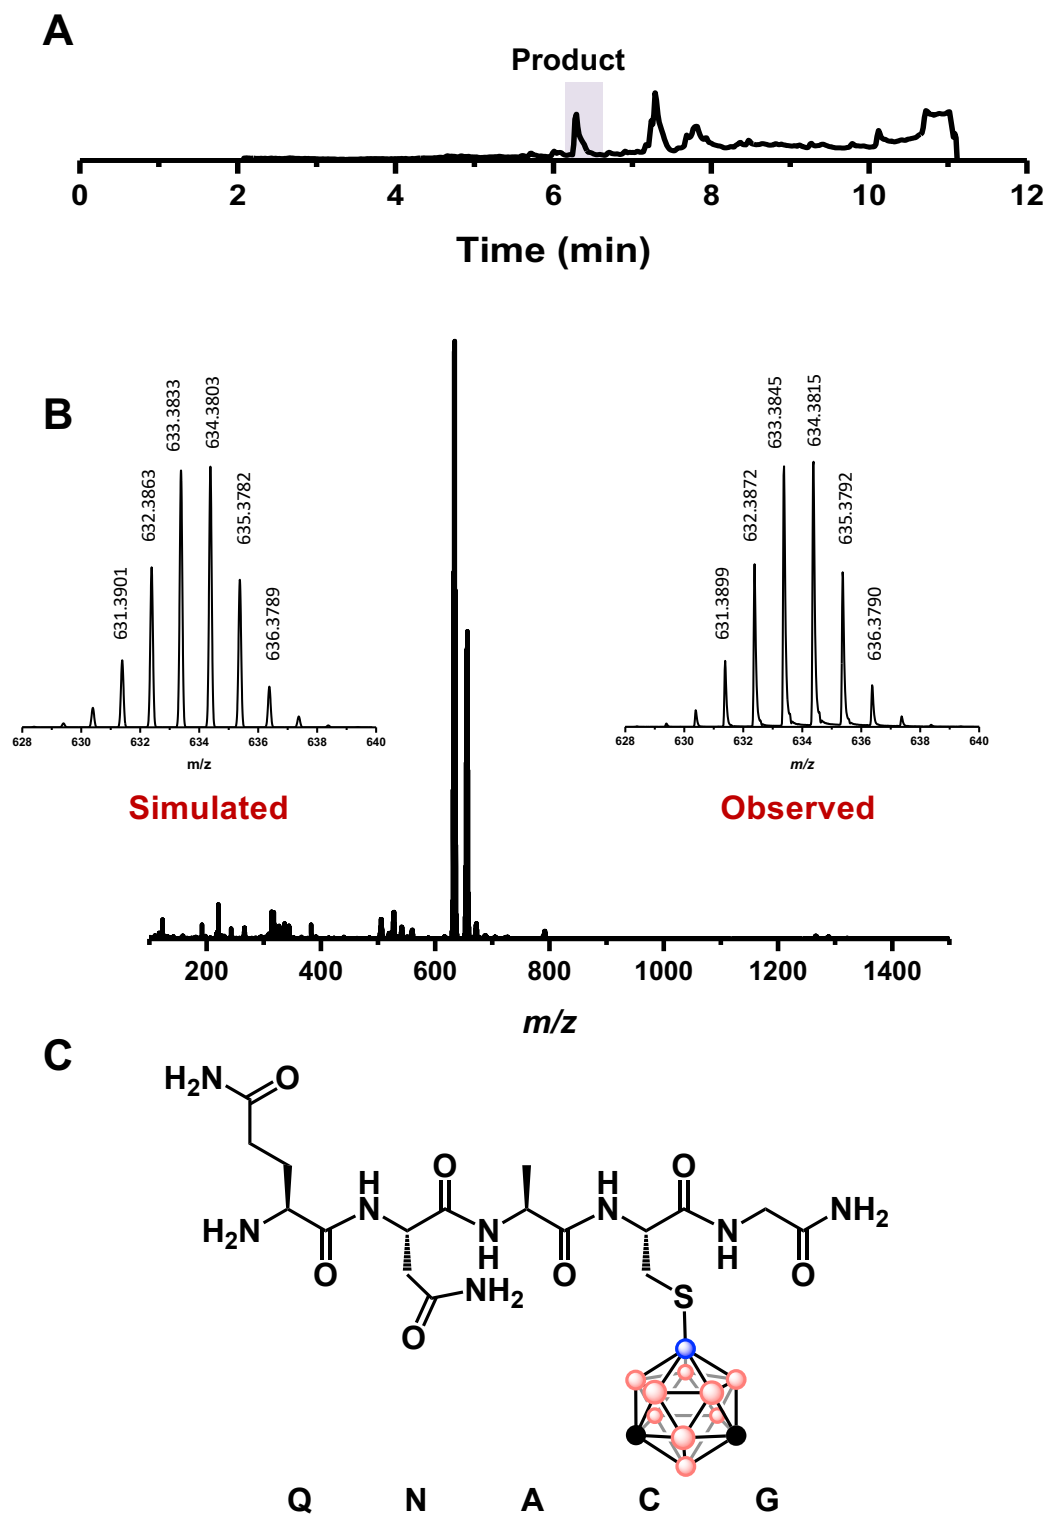 A
Product
0 2 4 6 8 10 12
Time (min)
B
631.3901 632.3863 633.3833 634.3803 635.3782 636.3789
628 630 632 634 636 638 640
m/z
Simulated
631.3899 632.3872 633.3845 634.3815 635.3792 636.3790
628 630 632 634 636 638 640
m/z
Observed
200 400 600 800 1000 1200 1400
m/z
C
H2N O
H O H O
N N
H2N N N NH2
H H
O O O
NH2 S
O
Q N A C G